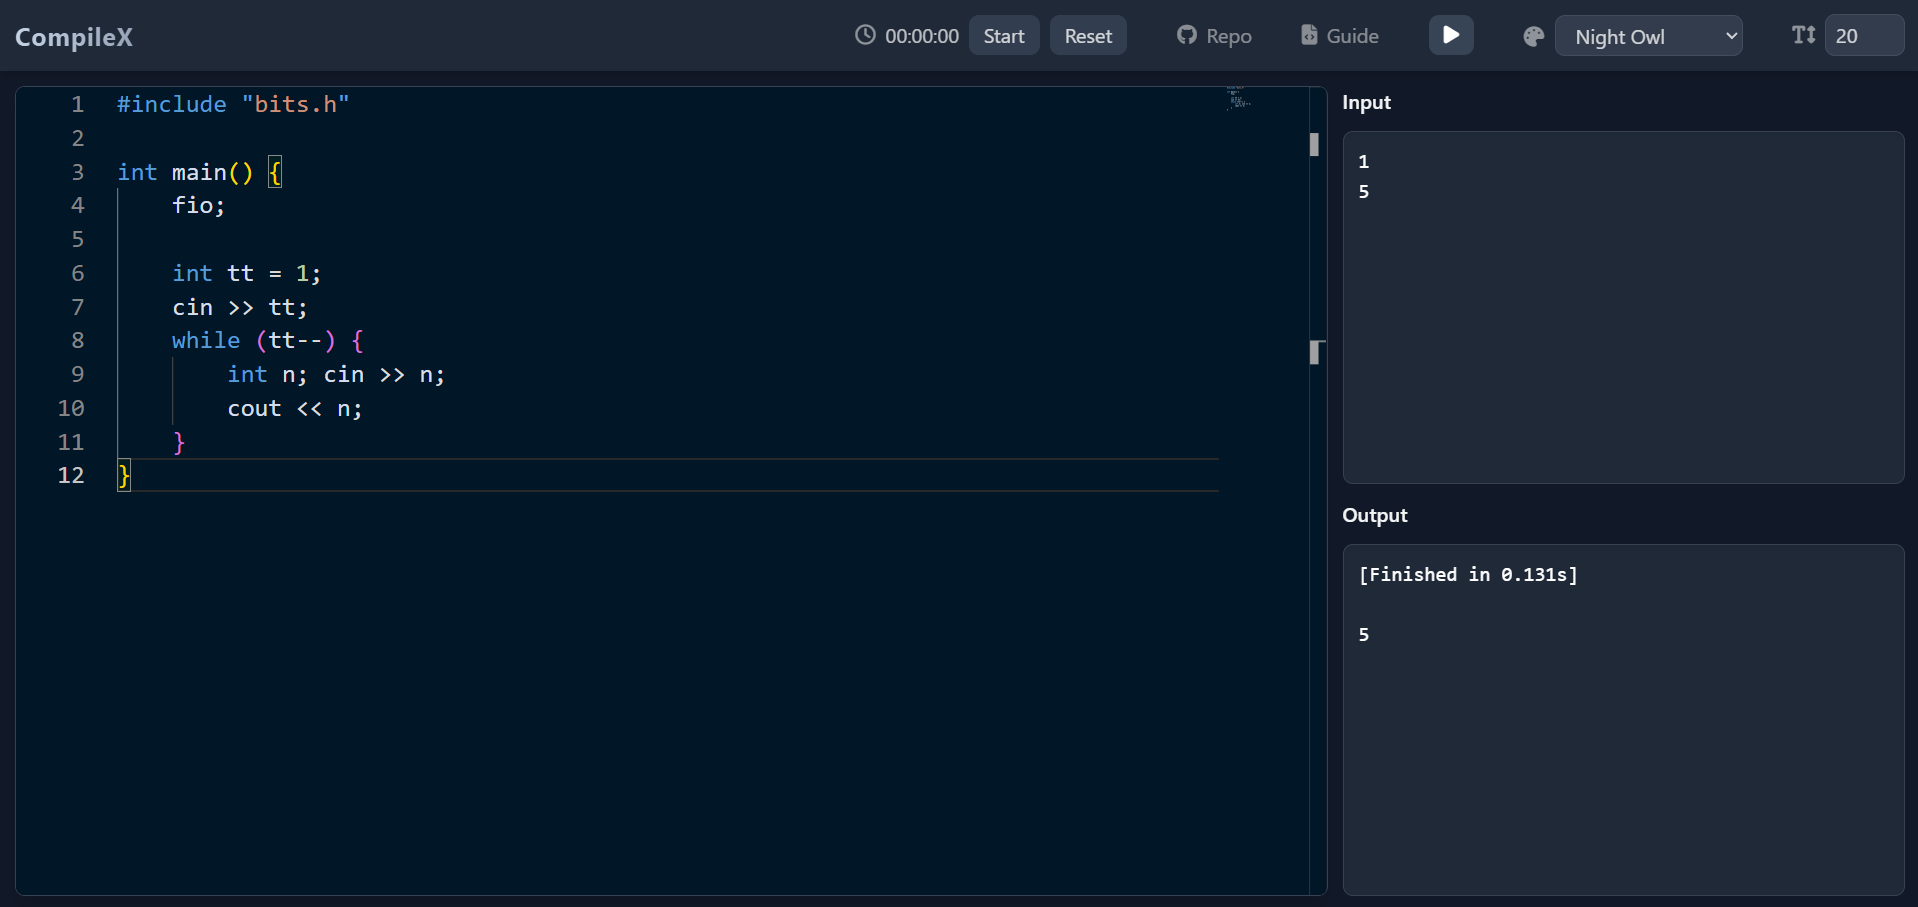 CompileX
00:00:00 Start Reset Repo Guide Night Owl 20
1 #include "bits.h"
2
3 int main() {
4     fio;
5
6     int tt = 1;
7     cin >> tt;
8     while (tt--) {
9         int n; cin >> n;
10         cout << n;
11     }
12 }
Input
1
5
Output
[Finished in 0.131s]
5